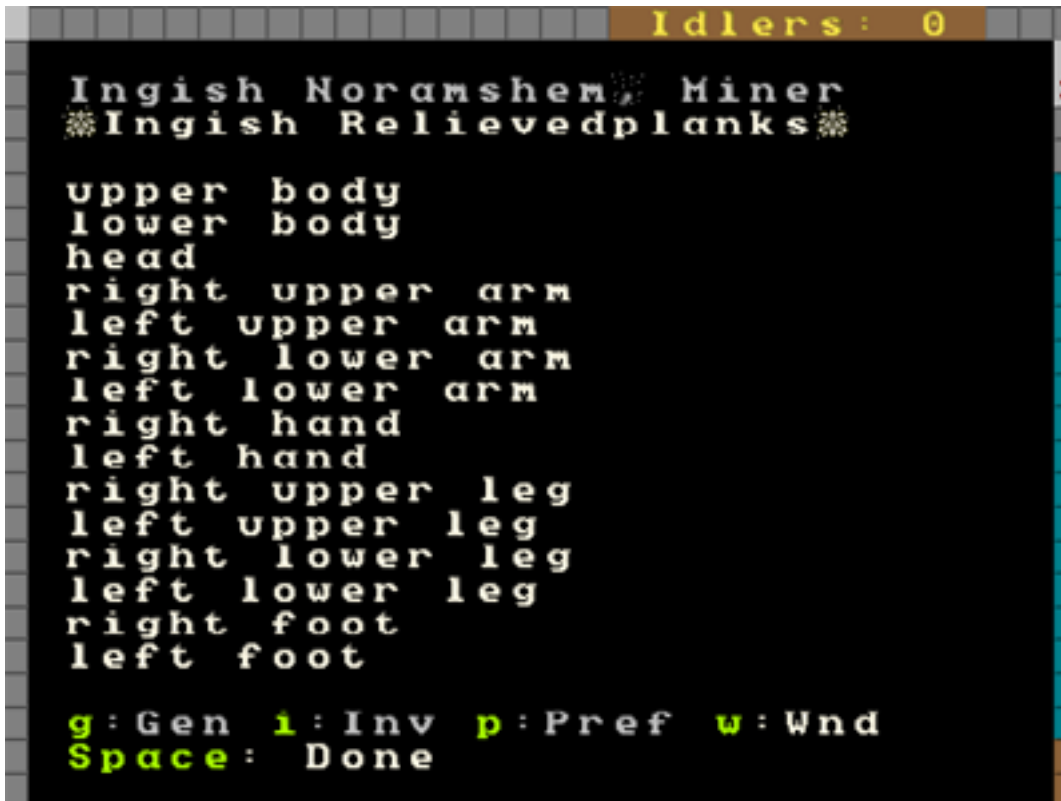 Idlers: 0
Ingish Noramshem, Miner
☼Ingish Relievedplanks☼
upper body
lower body
head
right upper arm
left upper arm
right lower arm
left lower arm
right hand
left hand
right upper leg
left upper leg
right lower leg
left lower leg
right foot
left foot
g:Gen i:Inv p:Pref w:Wnd
Space: Done